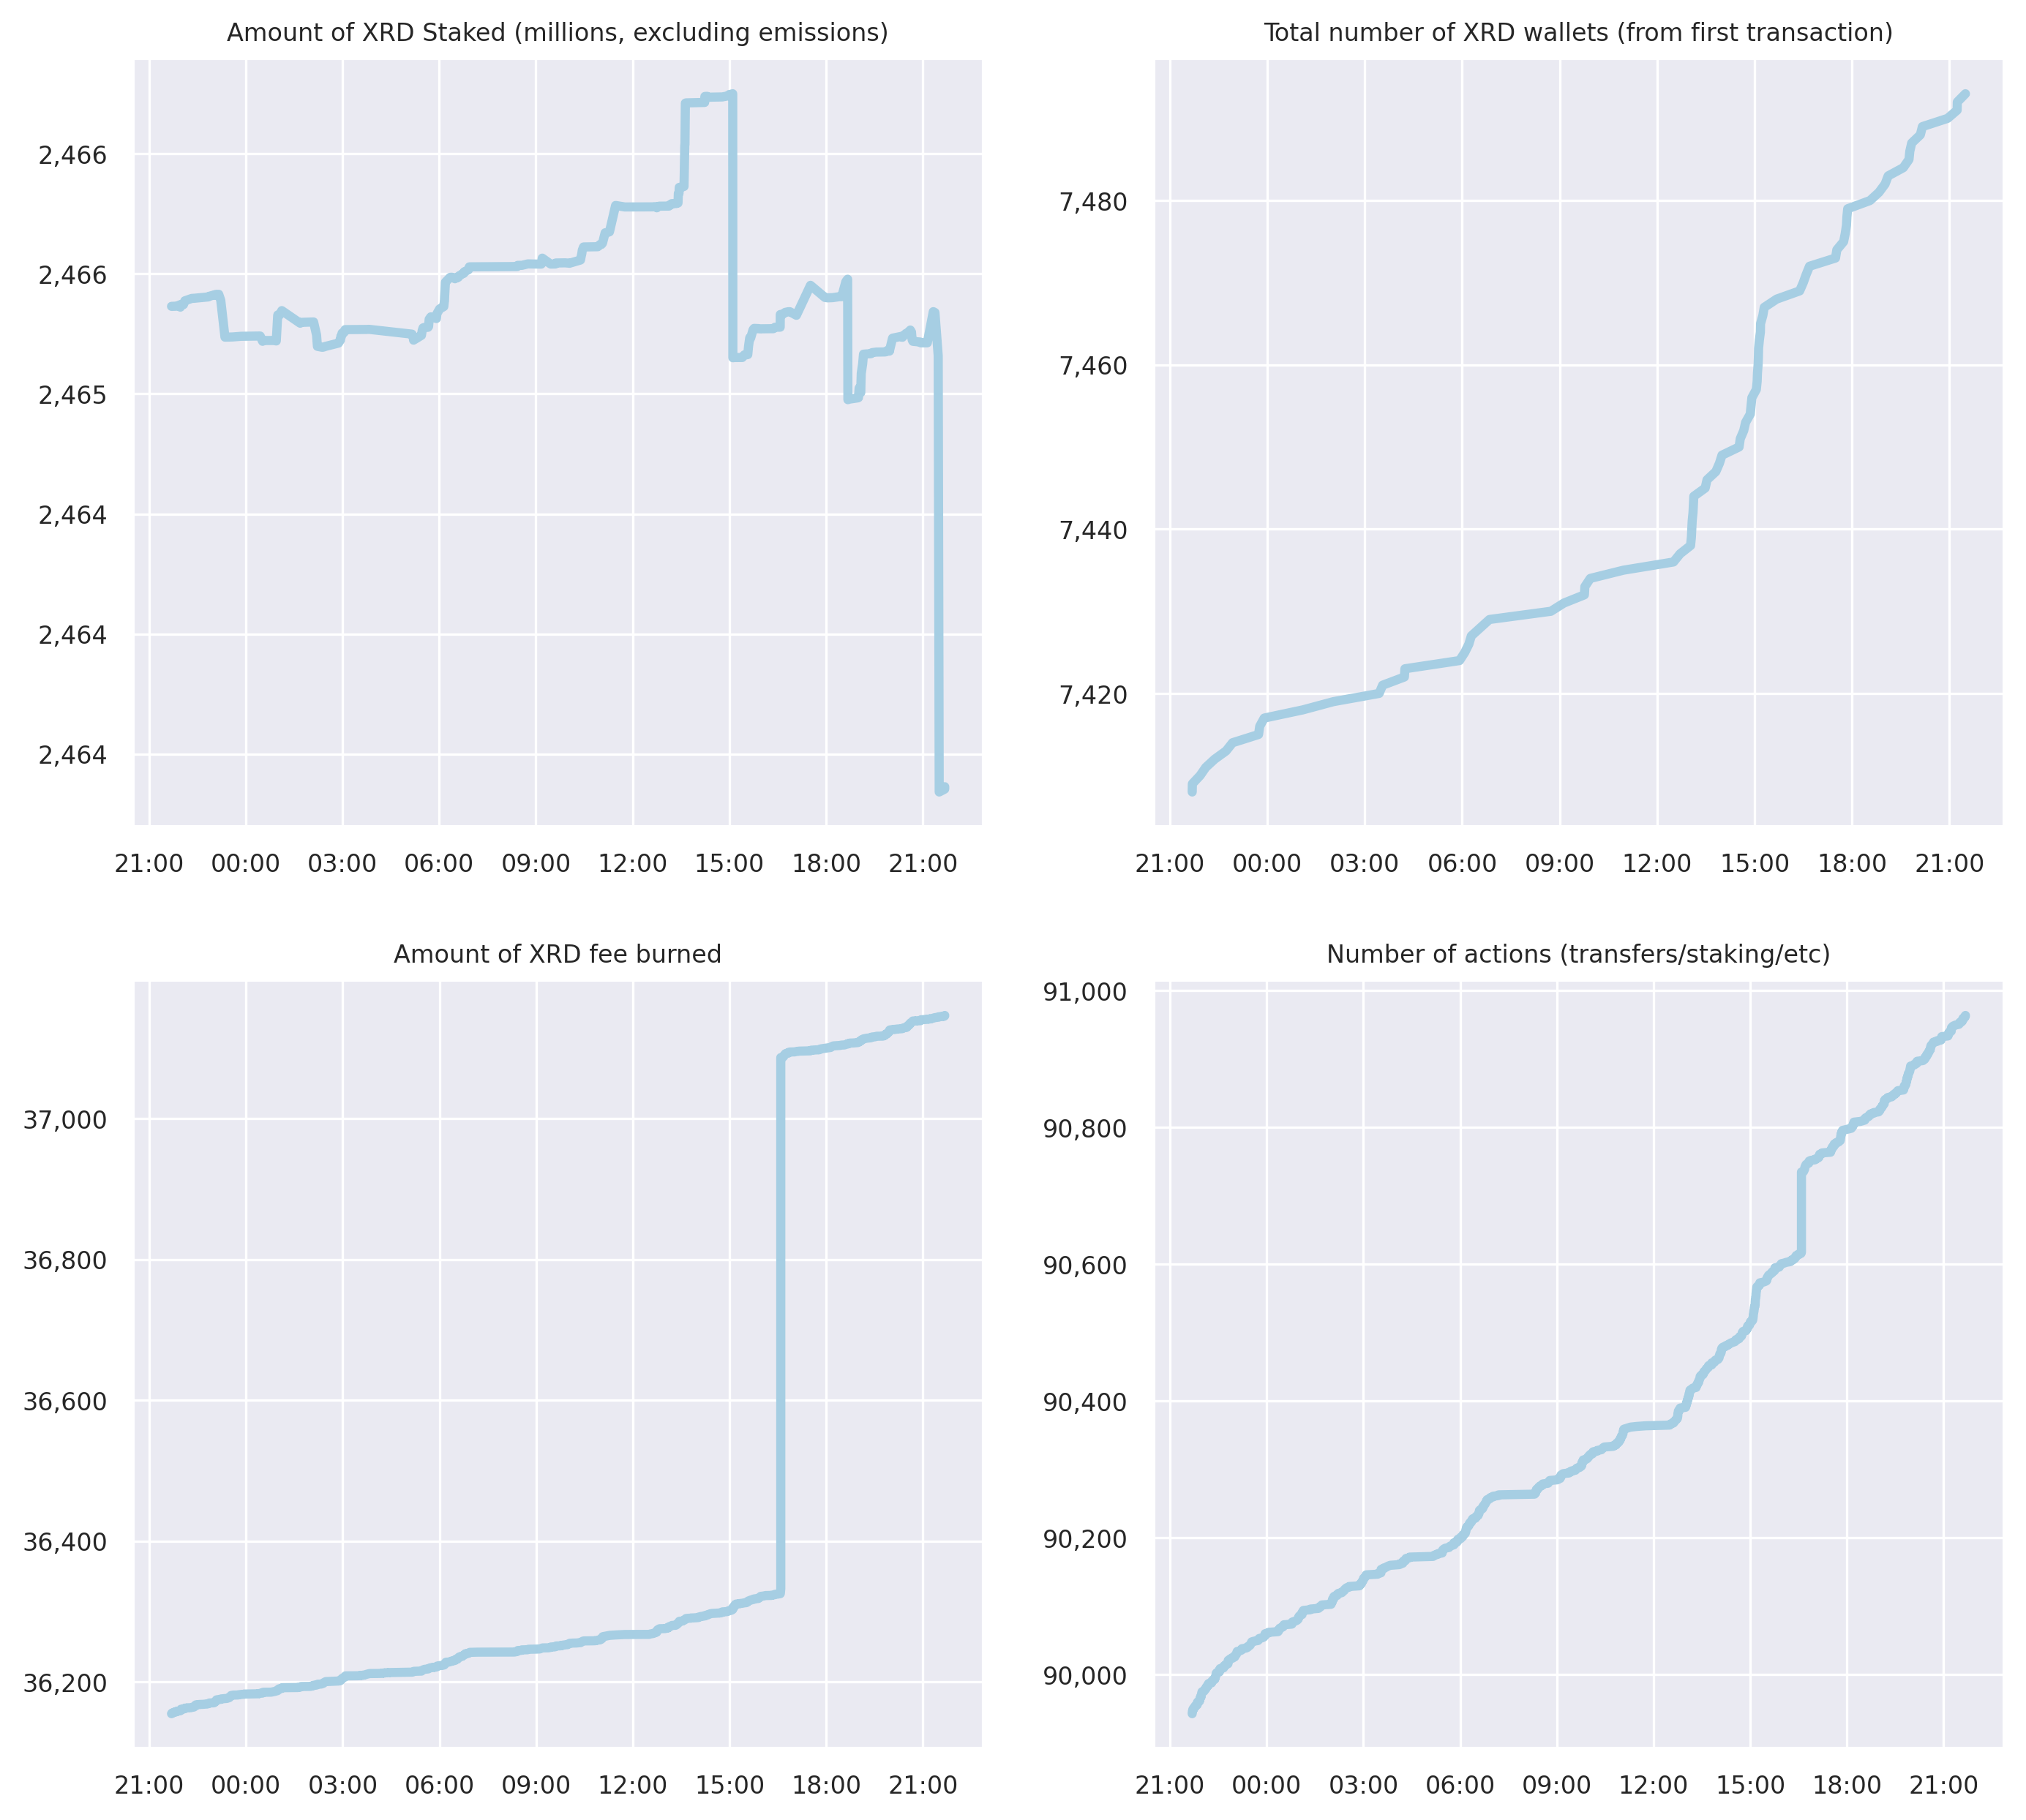 Amount of XRD Staked (millions, excluding emissions)
2,466
2,466
2,465
2,464
2,464
2,464
21:00 00:00 03:00 06:00 09:00 12:00 15:00 18:00 21:00
Total number of XRD wallets (from first transaction)
7,480
7,460
7,440
7,420
21:00 00:00 03:00 06:00 09:00 12:00 15:00 18:00 21:00
Amount of XRD fee burned
37,000
36,800
36,600
36,400
36,200
21:00 00:00 03:00 06:00 09:00 12:00 15:00 18:00 21:00
Number of actions (transfers/staking/etc)
91,000
90,800
90,600
90,400
90,200
90,000
21:00 00:00 03:00 06:00 09:00 12:00 15:00 18:00 21:00